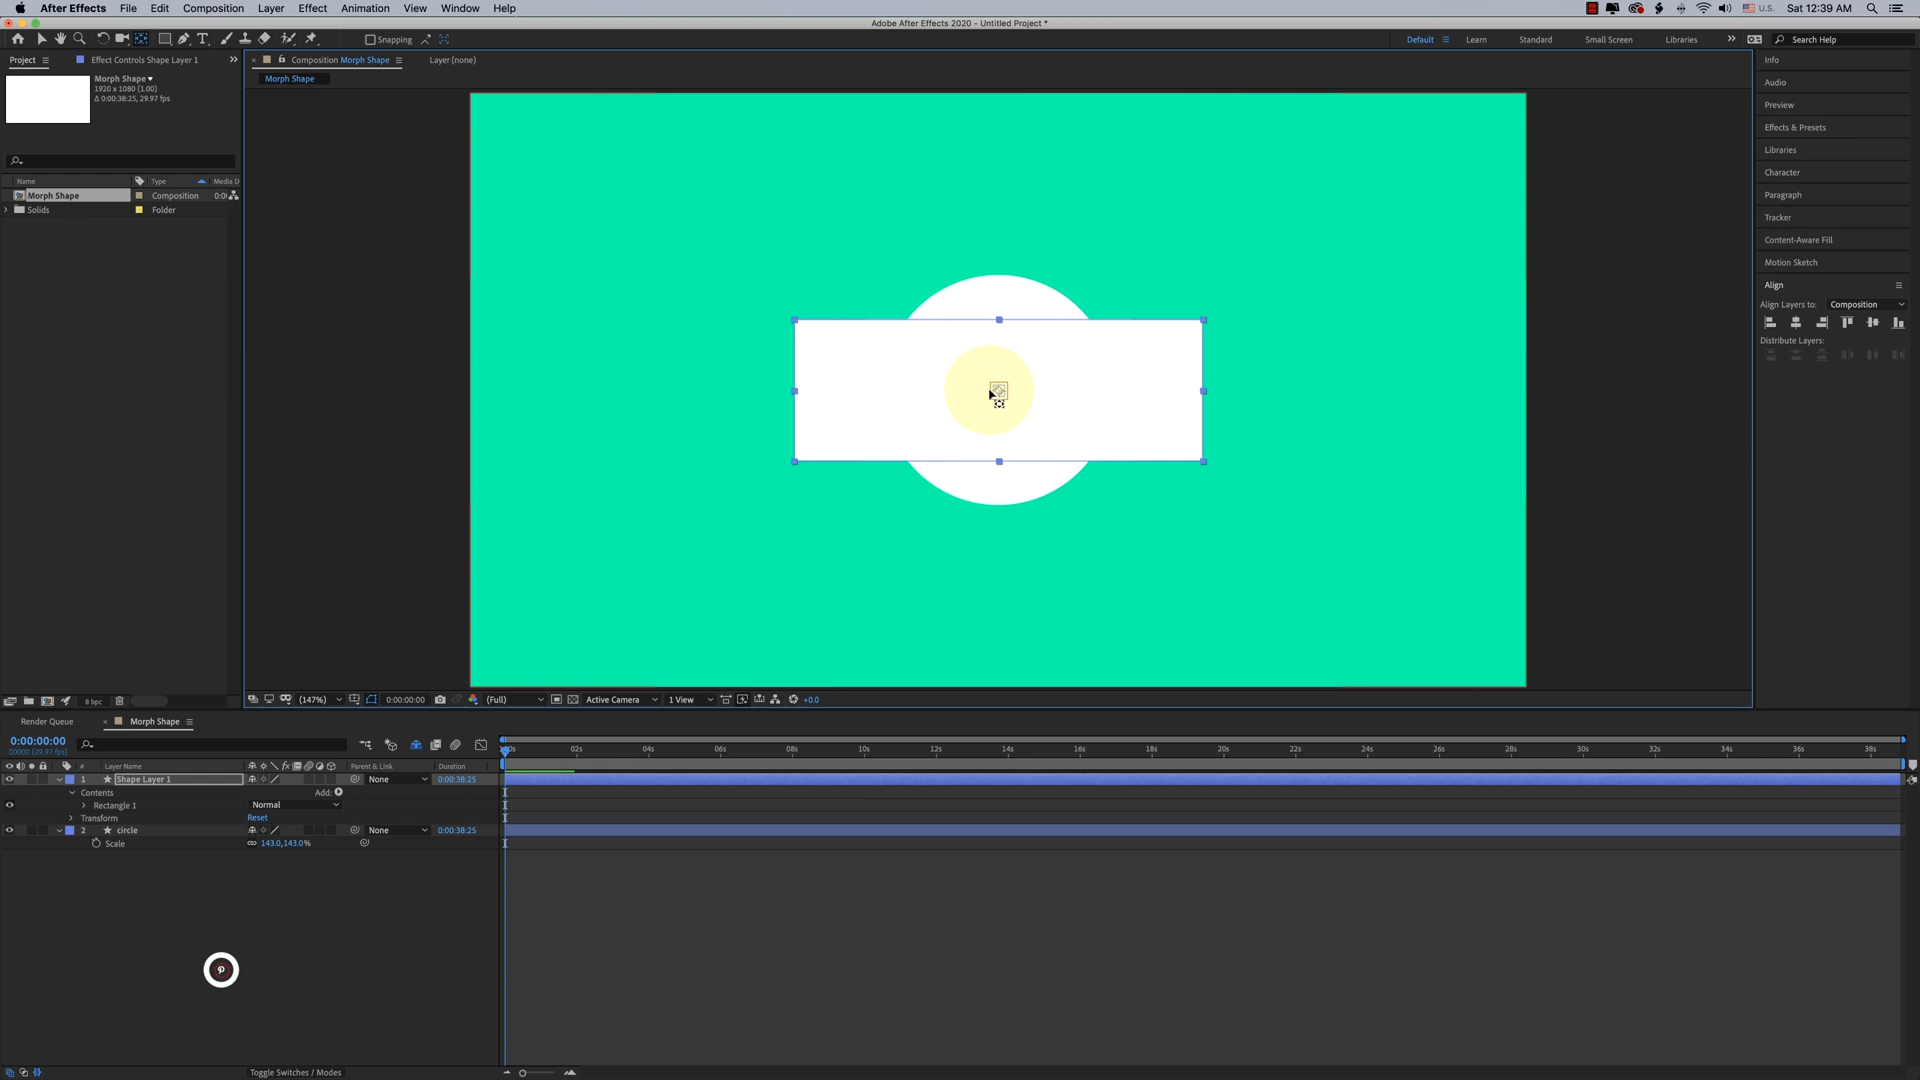 After Effects File Edit Composition Layer Effect Animation View Window Help U.S. Sat 12:39 AM
Adobe After Effects 2020 - Untitled Project *
Snapping Default Learn Standard Small Screen Libraries Search Help
Project Effect Controls Shape Layer 1 Composition Morph Shape Layer (none) Info
Morph Shape
Morph Shape
1920 x 1080 (1.00)
Δ 0:00:38:25, 29.97 fps
Audio
Preview
Effects & Presets
Libraries
Character
Paragraph
Tracker
Content-Aware Fill
Motion Sketch
Align
Align Layers to: Composition
Distribute Layers:
Name Type Media D
Morph Shape Composition 0:0
Solids Folder
8 bpc (147%) 0:00:00:00 (Full) Active Camera 1 View +0.0
Render Queue Morph Shape
0:00:00:00
00000 (29.97 fps)
02s 04s 06s 08s 10s 12s 14s 16s 18s 20s 22s 24s 26s 28s 30s 32s 34s 36s 38s
# Layer Name fx Parent & Link Duration
1 Shape Layer 1 None 0:00:38:25
Contents Add:
Rectangle 1 Normal
Transform Reset
2 circle None 0:00:38:25
Scale 143.0,143.0%
Toggle Switches / Modes